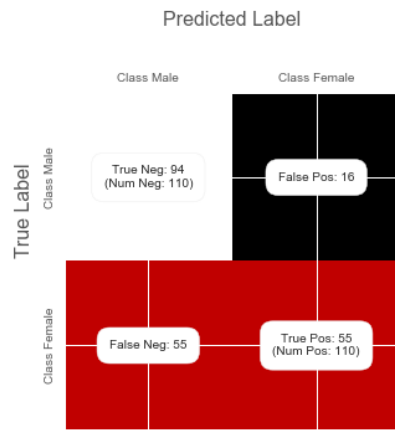 Predicted Label
Class Male
Class Female
True Label
Class Male
True Neg: 94
(Num Neg: 110)
False Pos: 16
Class Female
False Neg: 55
True Pos: 55
(Num Pos: 110)